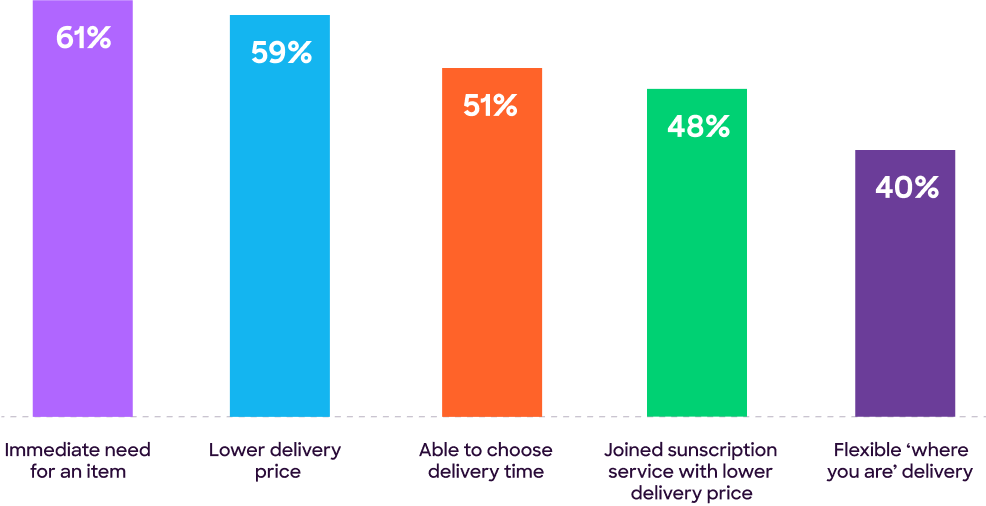 61%
59%
51%
48%
40%
Immediate need
for an item
Lower delivery
price
Able to choose
delivery time
Joined sunscription
service with lower
delivery price
Flexible ‘where
you are’ delivery